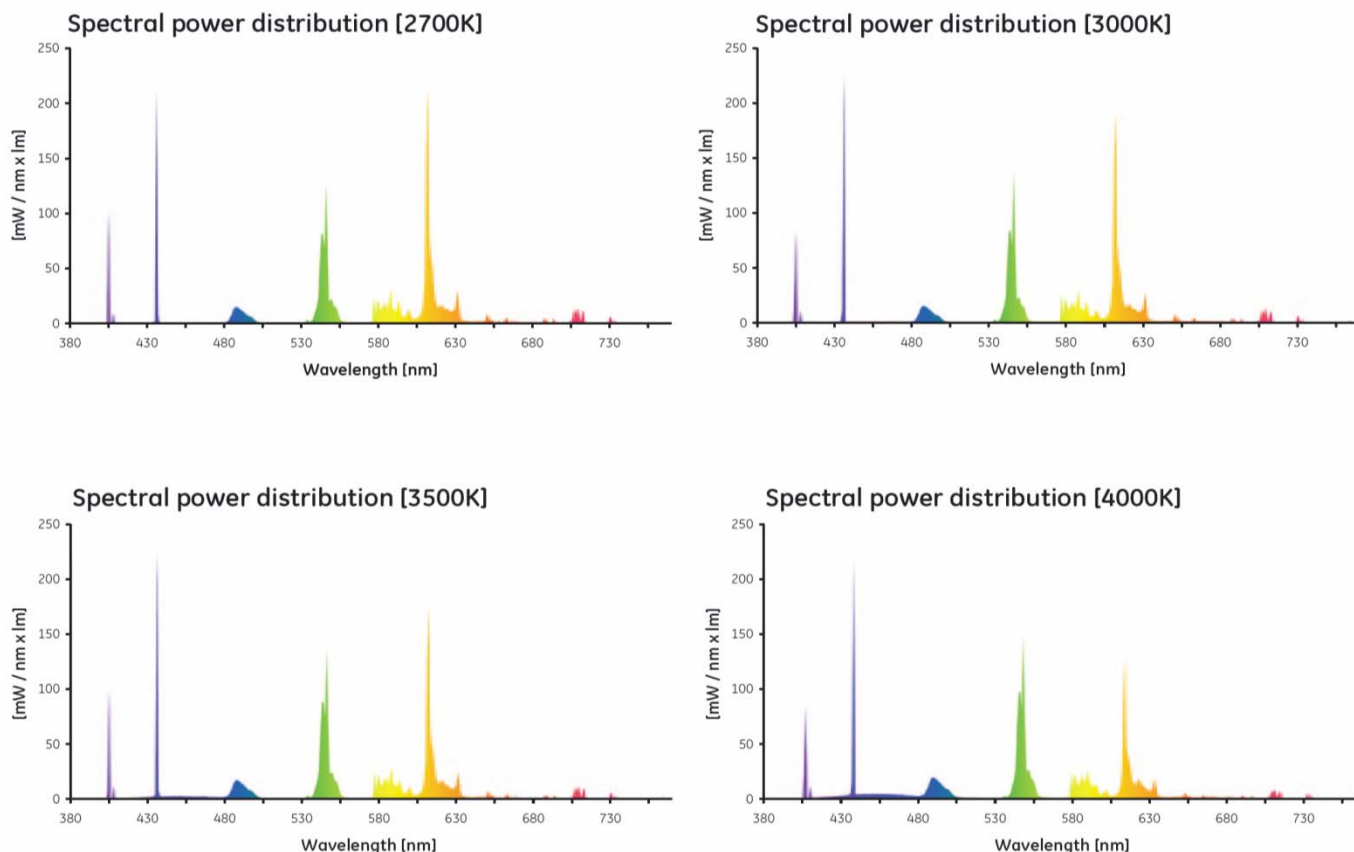 Spectral power distribution [2700K]
250
200
150
100
50
0
[mW / nm x lm]
380 430 480 530 580 630 680 730
Wavelength [nm]
Spectral power distribution [3000K]
250
200
150
100
50
0
[mW / nm x lm]
380 430 480 530 580 630 680 730
Wavelength [nm]
Spectral power distribution [3500K]
250
200
150
100
50
0
[mW / nm x lm]
380 430 480 530 580 630 680 730
Wavelength [nm]
Spectral power distribution [4000K]
250
200
150
100
50
0
[mW / nm x lm]
380 430 480 530 580 630 680 730
Wavelength [nm]